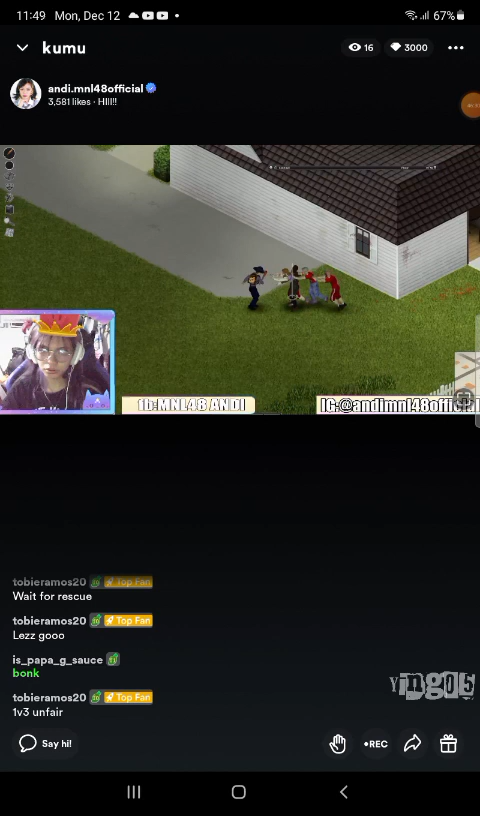 11:49 Mon, Dec 12
67%
kumu
16
3000
andi.mnl48official
3,581 likes · HIII!!
fb:MNL48 ANDI
IG:@andimnl48official
tobieramos20 Top Fan
Wait for rescue
tobieramos20 Top Fan
Lezz gooo
is_papa_g_sauce
bonk
tobieramos20 Top Fan
1v3 unfair
Yingo5
Say hi!
REC